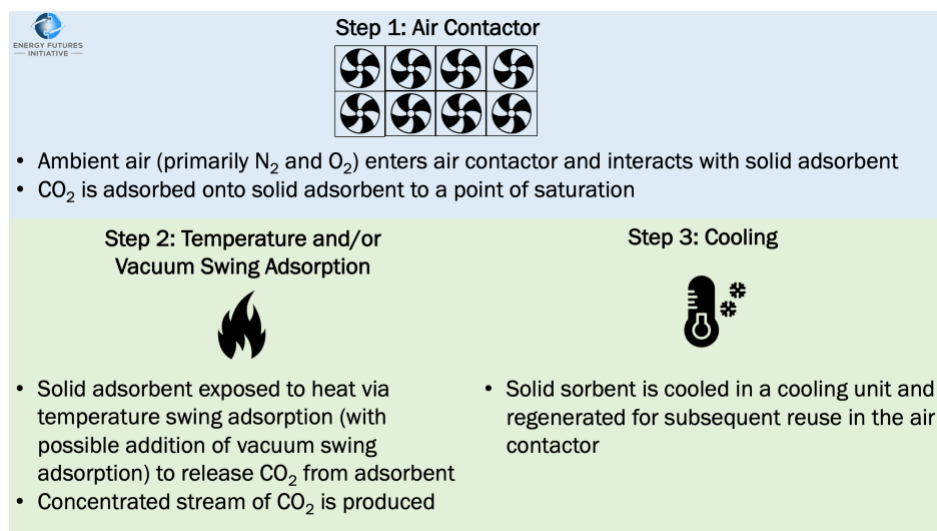 ENERGY FUTURES
INITIATIVE
Step 1: Air Contactor
• Ambient air (primarily N₂ and O₂) enters air contactor and interacts with solid adsorbent
• CO₂ is adsorbed onto solid adsorbent to a point of saturation
Step 2: Temperature and/or
Vacuum Swing Adsorption
• Solid adsorbent exposed to heat via
temperature swing adsorption (with
possible addition of vacuum swing
adsorption) to release CO₂ from adsorbent
• Concentrated stream of CO₂ is produced
Step 3: Cooling
• Solid sorbent is cooled in a cooling unit and
regenerated for subsequent reuse in the air
contactor